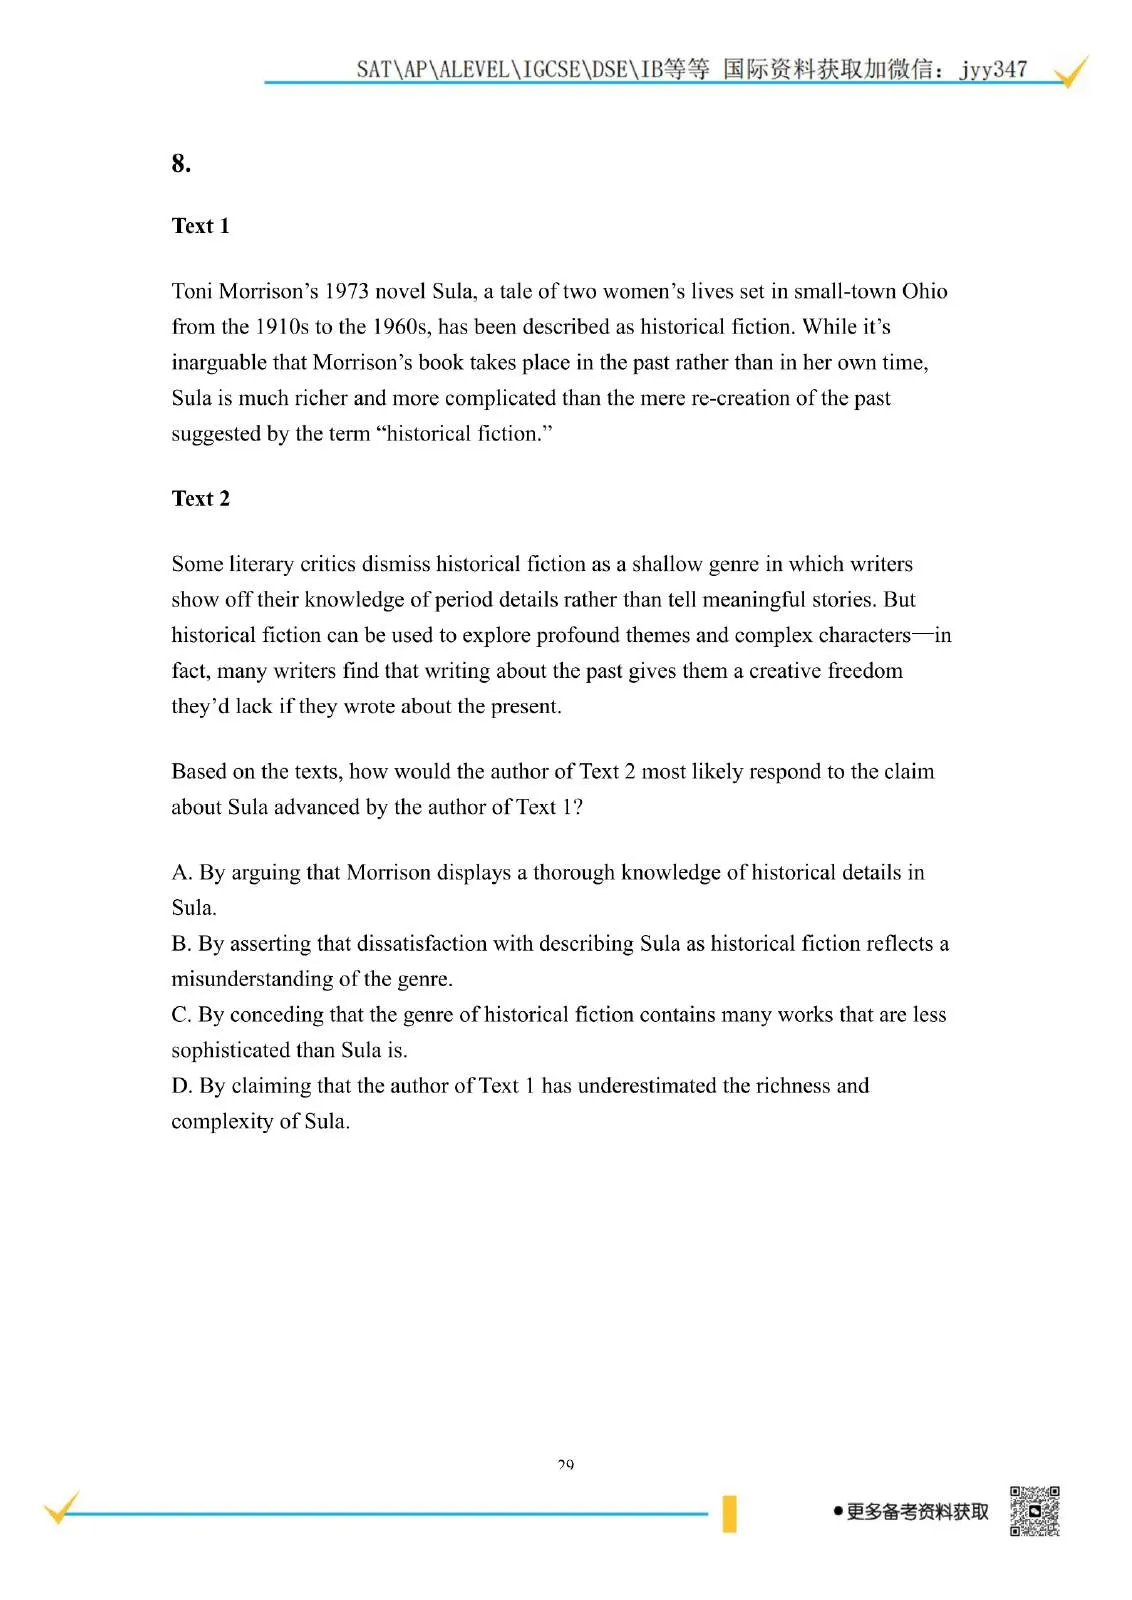 SAT\AP\ALEVEL\IGCSE\DSE\IB等等 国际资料获取加微信：jyy347
8.
Text 1
Toni Morrison’s 1973 novel Sula, a tale of two women’s lives set in small-town Ohio
from the 1910s to the 1960s, has been described as historical fiction. While it’s
inarguable that Morrison’s book takes place in the past rather than in her own time,
Sula is much richer and more complicated than the mere re-creation of the past
suggested by the term “historical fiction.”
Text 2
Some literary critics dismiss historical fiction as a shallow genre in which writers
show off their knowledge of period details rather than tell meaningful stories. But
historical fiction can be used to explore profound themes and complex characters—in
fact, many writers find that writing about the past gives them a creative freedom
they’d lack if they wrote about the present.
Based on the texts, how would the author of Text 2 most likely respond to the claim
about Sula advanced by the author of Text 1?
A. By arguing that Morrison displays a thorough knowledge of historical details in
Sula.
B. By asserting that dissatisfaction with describing Sula as historical fiction reflects a
misunderstanding of the genre.
C. By conceding that the genre of historical fiction contains many works that are less
sophisticated than Sula is.
D. By claiming that the author of Text 1 has underestimated the richness and
complexity of Sula.
29
●更多备考资料获取